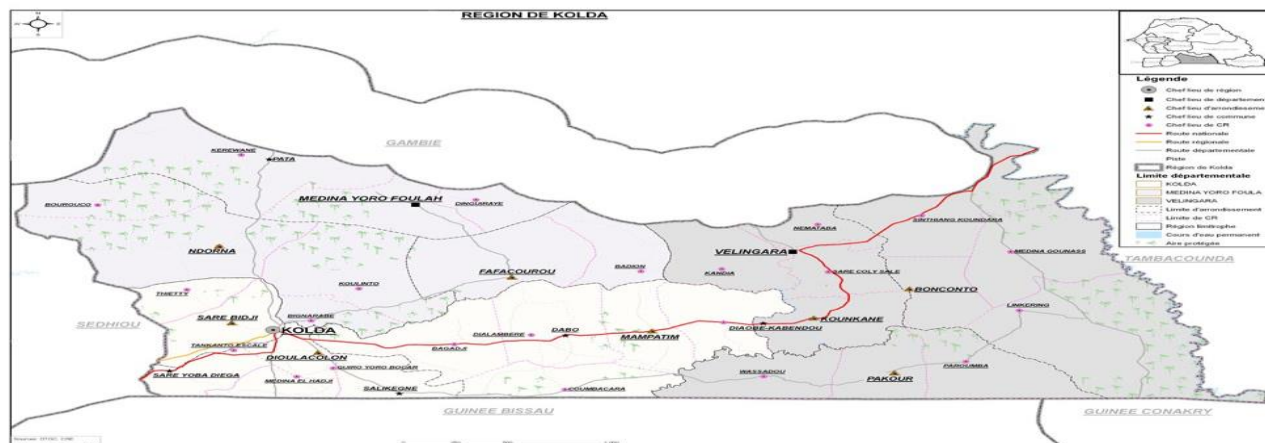 REGION DE KOLDA
Légende
Chef lieu de région
Chef lieu de département
Chef lieu d'arrondissement
Chef lieu de commune
Chef lieu de CR
Route nationale
Route régionale
Route départementale
Piste
Région de Kolda
Limite départementale
KOLDA
MEDINA YORO FOULA
VELINGARA
Limite d'arrondissement
Limite de CR
Région limitrophe
Cours d'eau permanent
Aire protégée
GAMBIE
KEREWANE
PATA
BOUROUCO
MEDINA YORO FOULAH
DINGUIRAYE
NDORNA
FAFACOUROU
BADION
THIETTY
KOULINTO
SEDHIOU
SARE BIDJI
BIGNARABE
KOLDA
TANKANTO ESCALE
DIOULACOLON
SARE YOBA DIEGA
MEDINA EL HADJI
GUIRO YORO BOCAR
SALIKEGNE
BAGADJI
DIALAMBERE
DABO
MAMPATIM
COUMBACARA
DIAOBE-KABENDOU
KOUNKANE
WASSADOU
PAKOUR
PAROUMBA
NEMATABA
VELINGARA
KANDIA
SARE COLY SALE
SINTHIANG KOUNDARA
BONCONTO
MEDINA GOUNASS
LINKERING
TAMBACOUNDA
GUINEE BISSAU
GUINEE CONAKRY